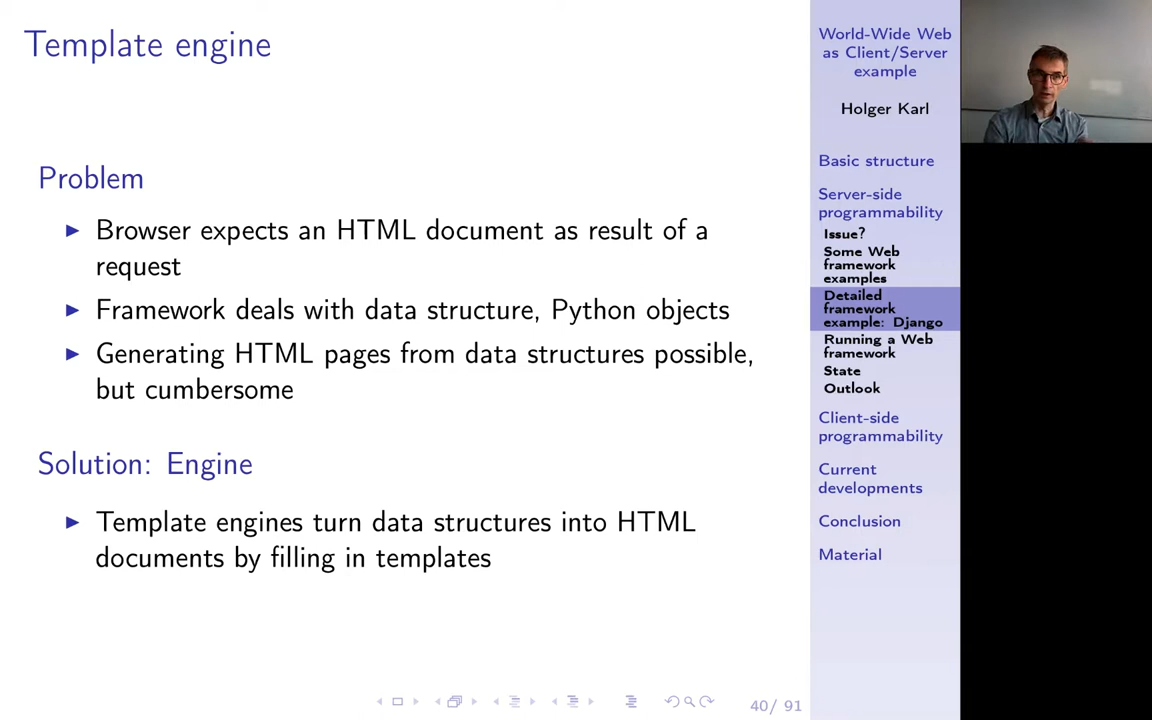 Template engine
Problem
Browser expects an HTML document as result of a
request
Framework deals with data structure, Python objects
Generating HTML pages from data structures possible,
but cumbersome
Solution: Engine
Template engines turn data structures into HTML
documents by filling in templates
40/ 91
World-Wide Web
as Client/Server
example
Holger Karl
Basic structure
Server-side
programmability
Issue?
Some Web
framework
examples
Detailed
framework
example: Django
Running a Web
framework
State
Outlook
Client-side
programmability
Current
developments
Conclusion
Material